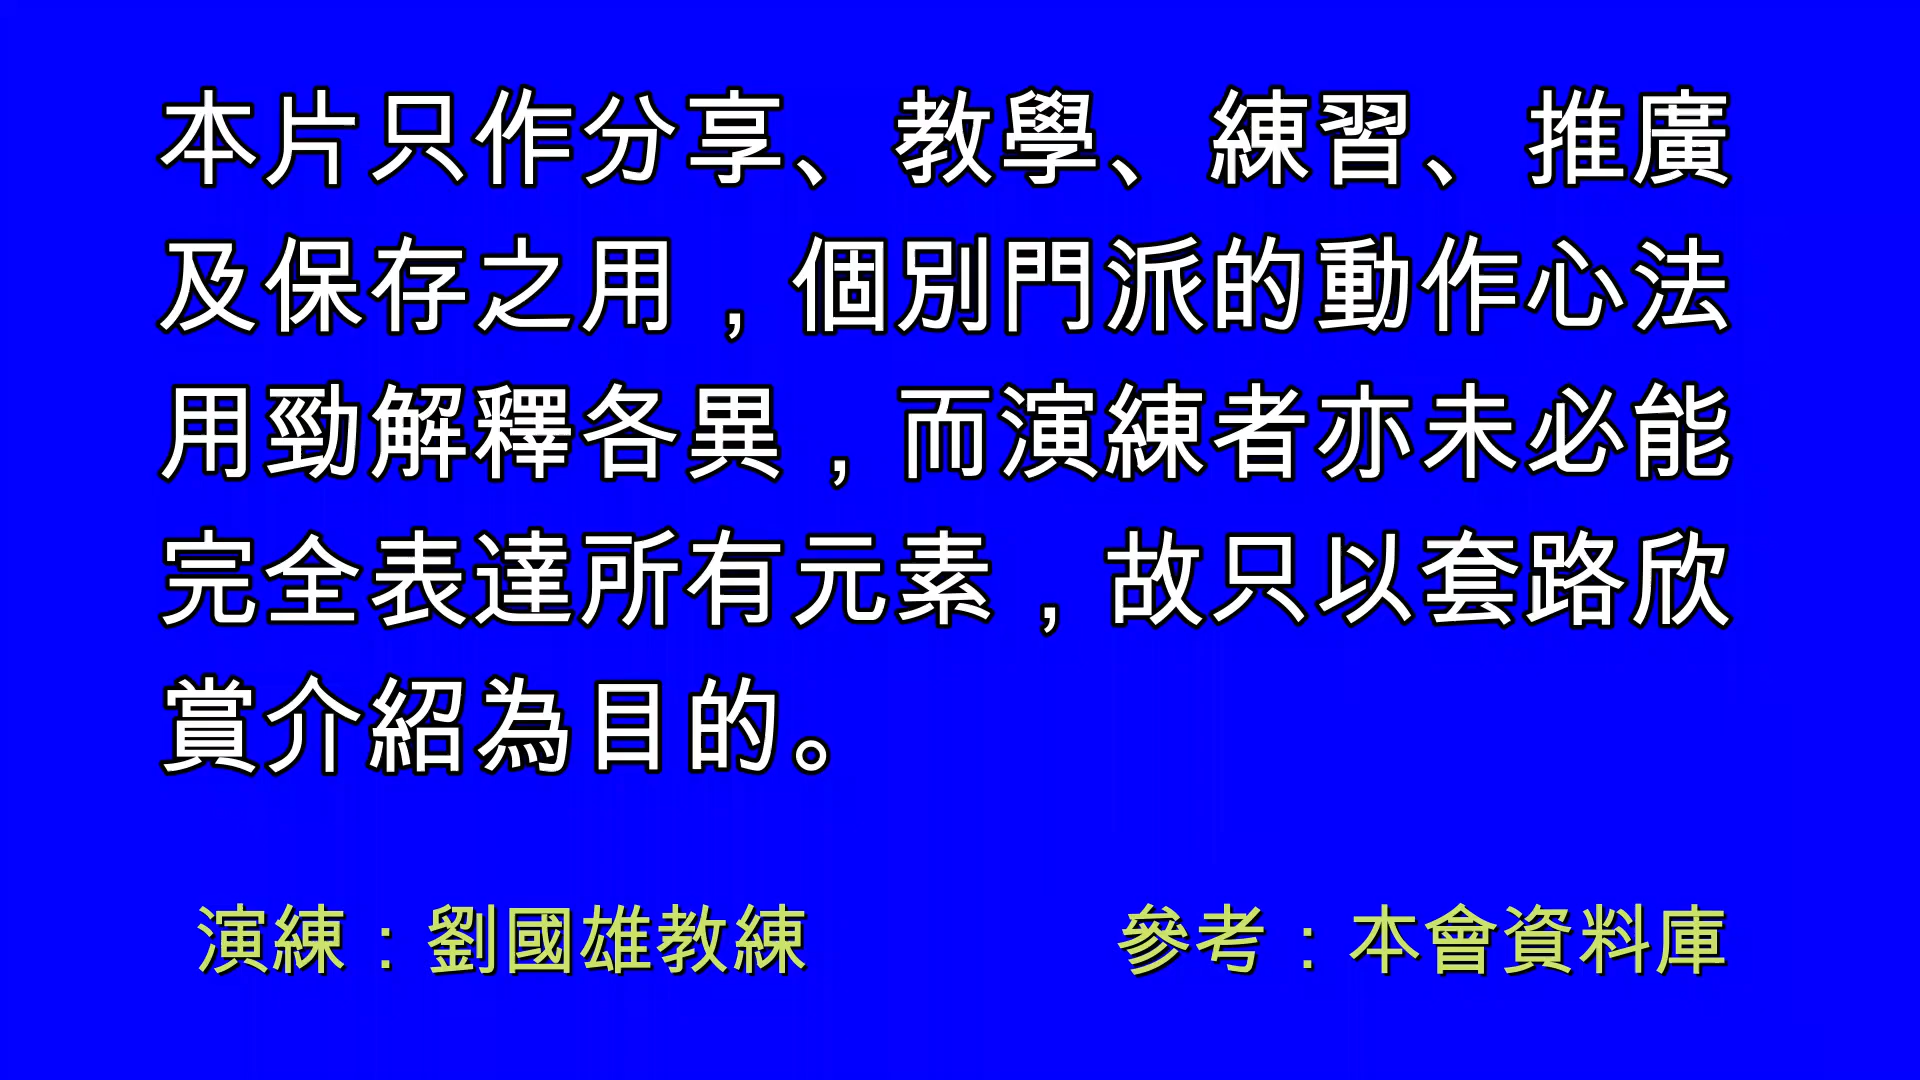 本片只作分享、教學、練習、推廣
及保存之用，個別門派的動作心法
用勁解釋各異，而演練者亦未必能
完全表達所有元素，故只以套路欣
賞介紹為目的。
演練：劉國雄教練
參考：本會資料庫